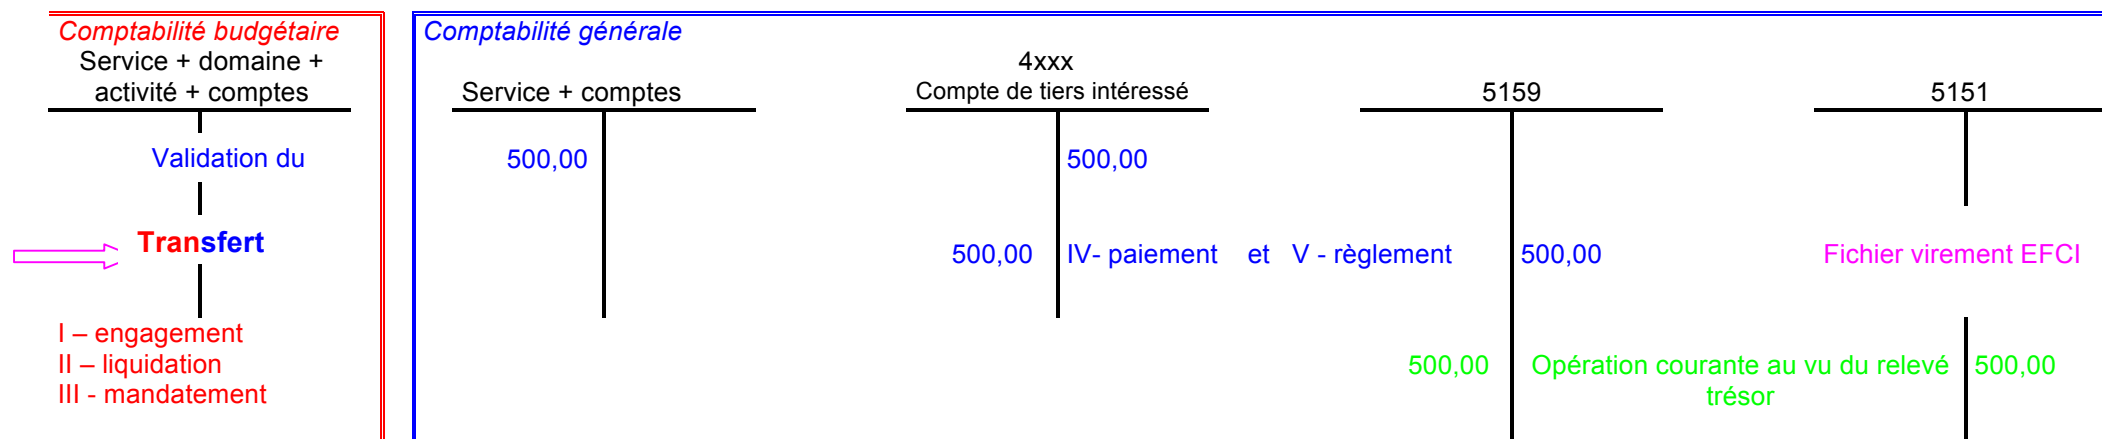 Comptabilité budgétaire
Service + domaine +
activité + comptes
Validation du
Transfert
I – engagement
II – liquidation
III - mandatement
Comptabilité générale
Service + comptes
4xxx
Compte de tiers intéressé
5159
5151
500,00
500,00
500,00 IV- paiement et V - règlement 500,00
Fichier virement EFCI
500,00 Opération courante au vu du relevé 500,00
trésor